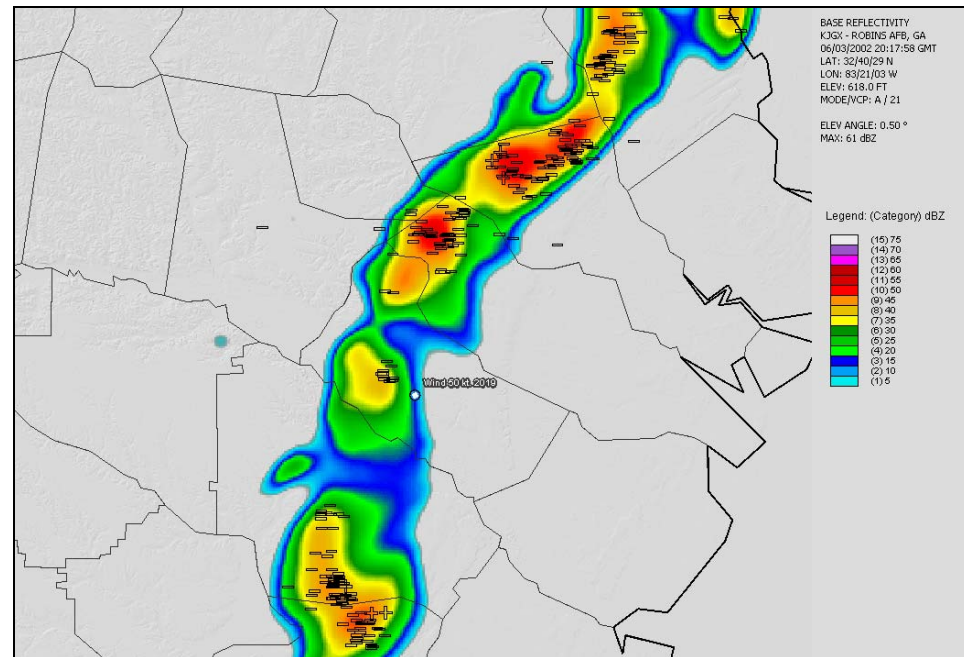 BASE REFLECTIVITY
KJGX - ROBINS AFB, GA
06/03/2002 20:17:58 GMT
LAT: 32/40/29 N
LON: 83/21/03 W
ELEV: 618.0 FT
MODE/VCP: A / 21
ELEV ANGLE: 0.50 °
MAX: 61 dBZ
Legend: (Category) dBZ
(15) 75
(14) 70
(13) 65
(12) 60
(11) 55
(10) 50
(9) 45
(8) 40
(7) 35
(6) 30
(5) 25
(4) 20
(3) 15
(2) 10
(1) 5
Wind 50 kt. 2019